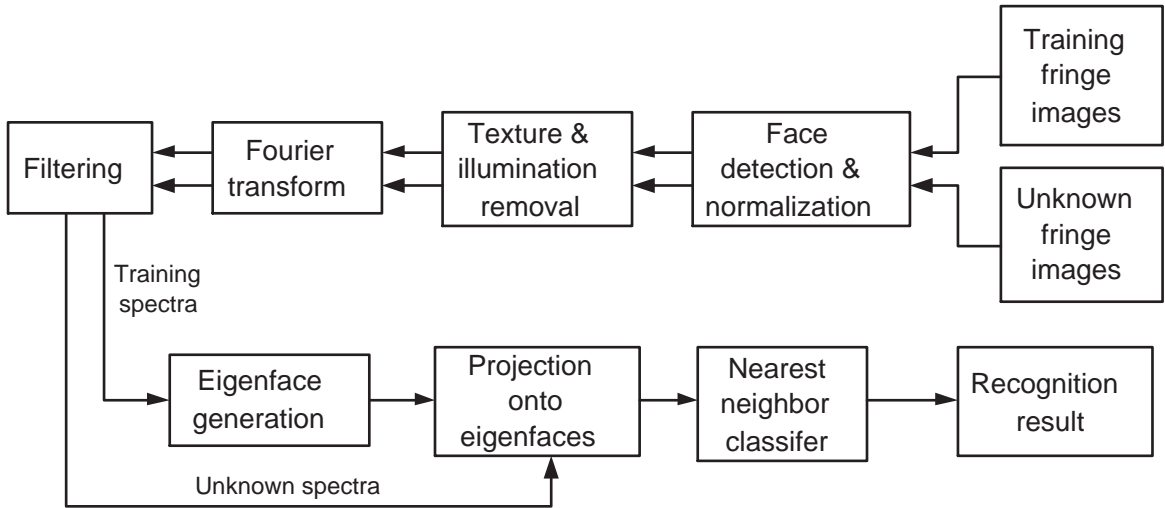 Training
fringe
images
Unknown
fringe
images
Face
detection &
normalization
Texture &
illumination
removal
Fourier
transform
Filtering
Training
spectra
Eigenface
generation
Projection
onto
eigenfaces
Nearest
neighbor
classifer
Recognition
result
Unknown spectra